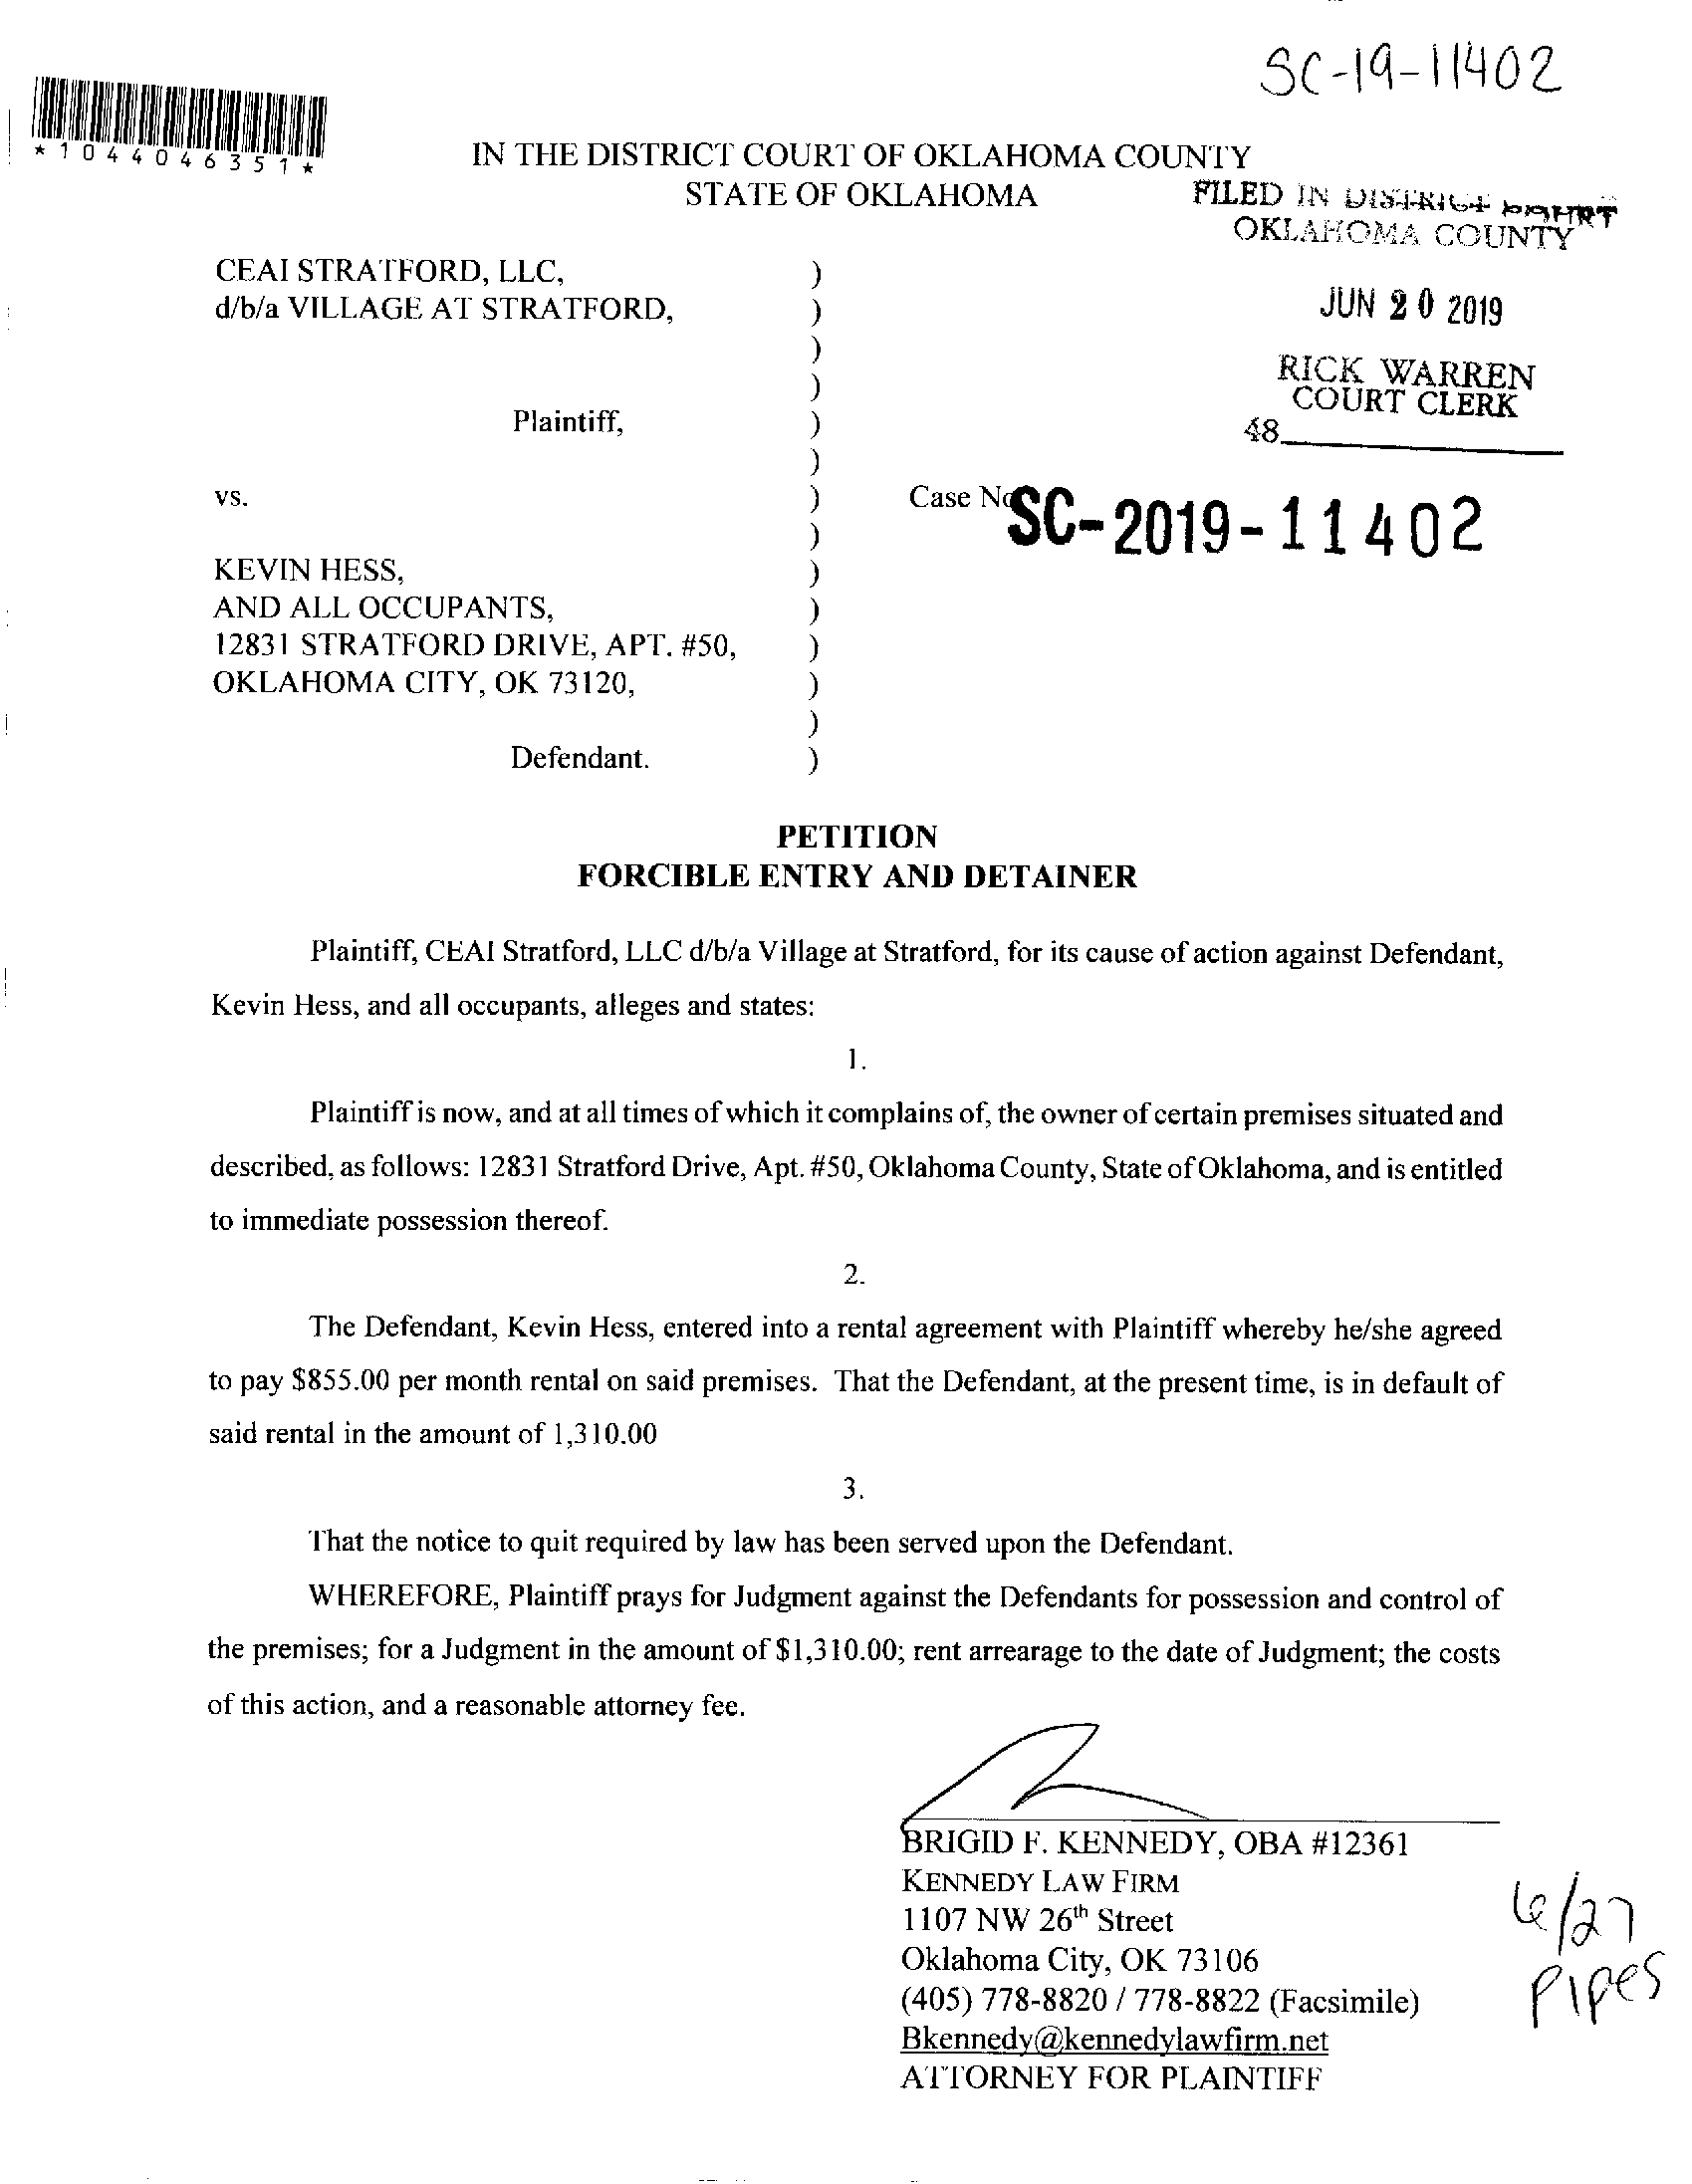 SC-19-11402
*1044046351*
IN THE DISTRICT COURT OF OKLAHOMA COUNTY
STATE OF OKLAHOMA
FILED IN DISTRICT COURT
OKLAHOMA COUNTY
JUN 20 2019
RICK WARREN
COURT CLERK
48
CEAI STRATFORD, LLC, )
d/b/a VILLAGE AT STRATFORD, )
)
)
Plaintiff, )
)
vs. ) Case No SC-2019-11402
)
KEVIN HESS, )
AND ALL OCCUPANTS, )
12831 STRATFORD DRIVE, APT. #50, )
OKLAHOMA CITY, OK 73120, )
)
Defendant. )
PETITION
FORCIBLE ENTRY AND DETAINER
Plaintiff, CEAI Stratford, LLC d/b/a Village at Stratford, for its cause of action against Defendant,
Kevin Hess, and all occupants, alleges and states:
1.
Plaintiff is now, and at all times of which it complains of, the owner of certain premises situated and
described, as follows: 12831 Stratford Drive, Apt. #50, Oklahoma County, State of Oklahoma, and is entitled
to immediate possession thereof.
2.
The Defendant, Kevin Hess, entered into a rental agreement with Plaintiff whereby he/she agreed
to pay $855.00 per month rental on said premises. That the Defendant, at the present time, is in default of
said rental in the amount of 1,310.00
3.
That the notice to quit required by law has been served upon the Defendant.
WHEREFORE, Plaintiff prays for Judgment against the Defendants for possession and control of
the premises; for a Judgment in the amount of $1,310.00; rent arrearage to the date of Judgment; the costs
of this action, and a reasonable attorney fee.
BRIGID F. KENNEDY, OBA #12361
KENNEDY LAW FIRM
1107 NW 26th Street
Oklahoma City, OK 73106
(405) 778-8820 / 778-8822 (Facsimile)
Bkennedy@kennedylawfirm.net
ATTORNEY FOR PLAINTIFF
6/27
Pipes